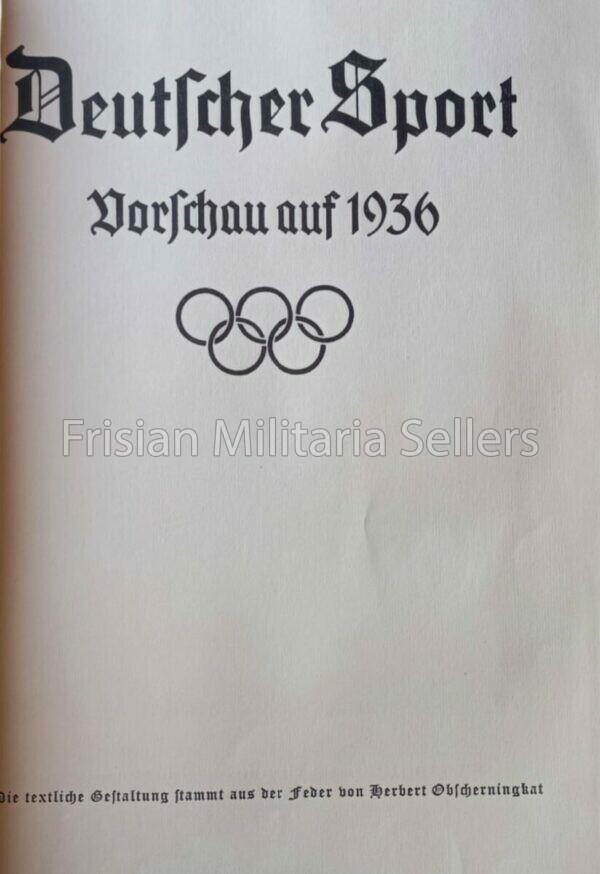 Deutſcher Sport
Vorſchau auf 1936
Frisian Militaria Sellers
Die textliche Geſtaltung ſtammt aus der Feder von Herbert Obſcherningkat